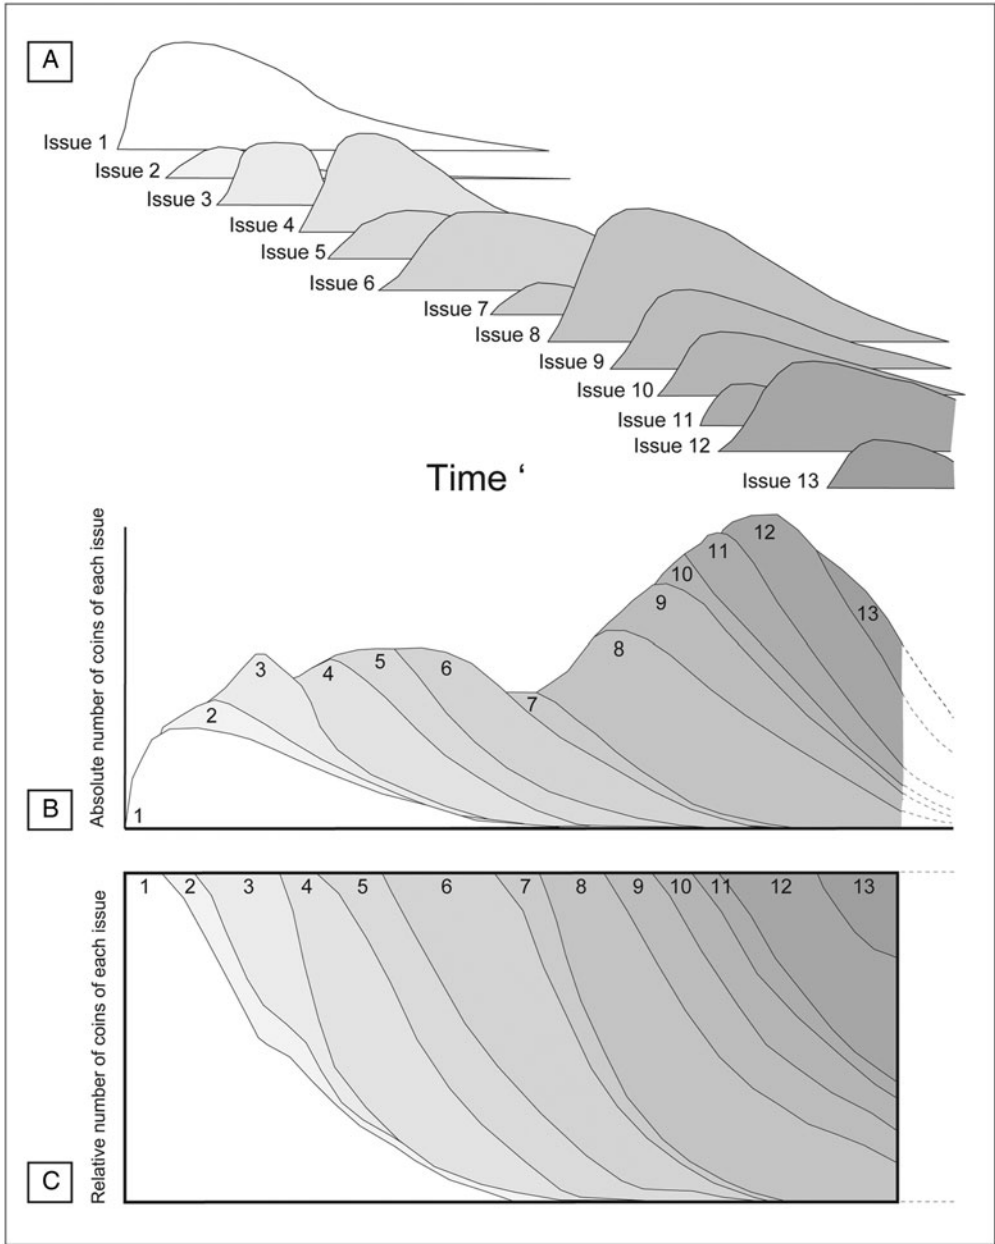 A
Issue 1
Issue 2
Issue 3
Issue 4
Issue 5
Issue 6
Issue 7
Issue 8
Issue 9
Issue 10
Issue 11
Issue 12
Issue 13
Time ‘
Absolute number of coins of each issue
1
2
3
4
5
6
7
8
9
10
11
12
13
B
Relative number of coins of each issue
1 2 3 4 5 6 7 8 9 10 11 12 13
C